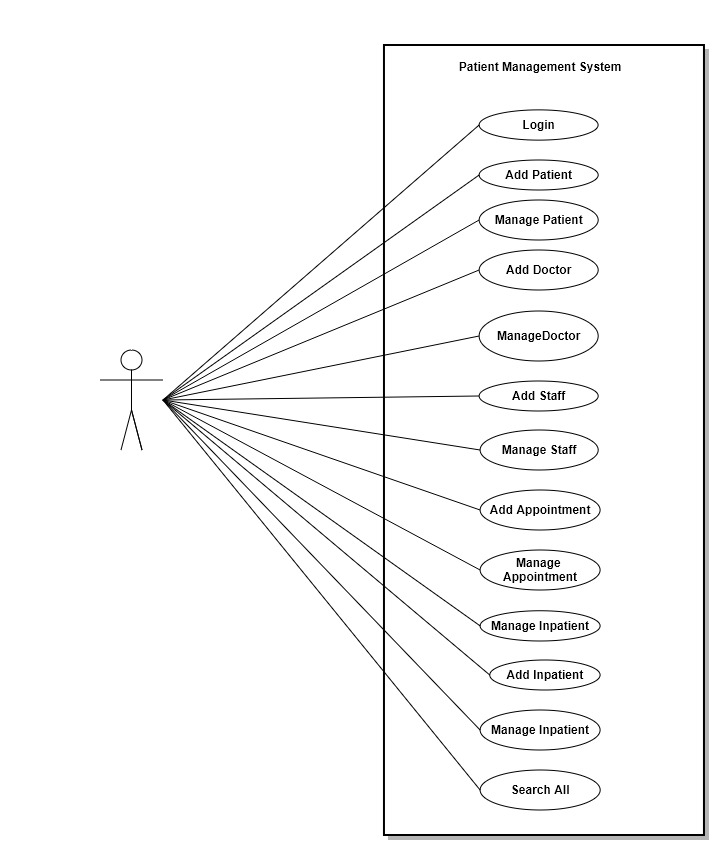 Patient Management System
Login
Add Patient
Manage Patient
Add Doctor
ManageDoctor
Add Staff
Manage Staff
Add Appointment
Manage
Appointment
Manage Inpatient
Add Inpatient
Manage Inpatient
Search All